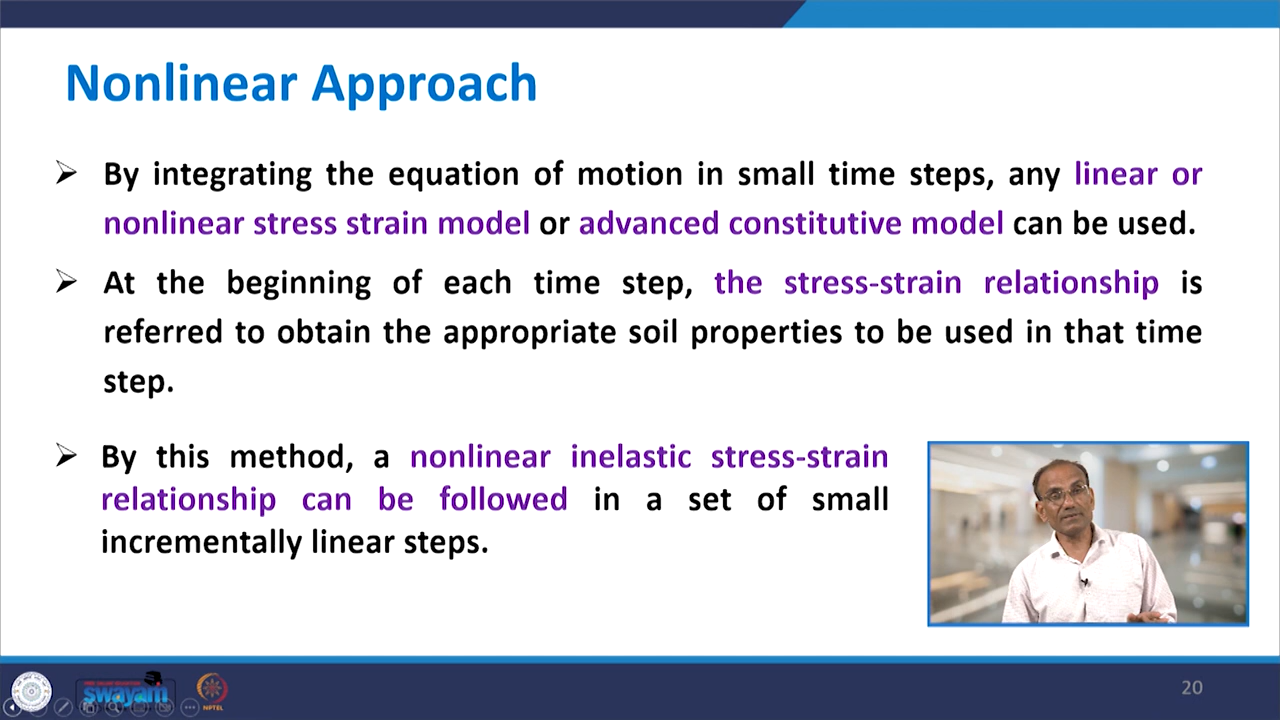 Nonlinear Approach
By integrating the equation of motion in small time steps, any linear or
nonlinear stress strain model or advanced constitutive model can be used.
At the beginning of each time step, the stress-strain relationship is
referred to obtain the appropriate soil properties to be used in that time
step.
By this method, a nonlinear inelastic stress-strain
relationship can be followed in a set of small
incrementally linear steps.
swayam
NPTEL
20